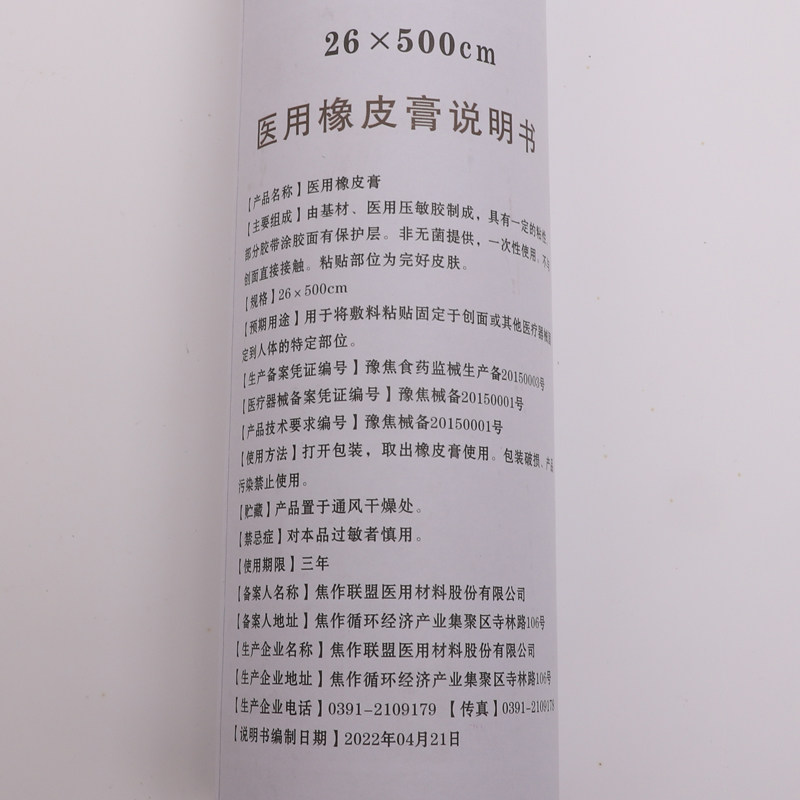 26×500cm
医用橡皮膏说明书
【产品名称】医用橡皮膏
【主要组成】由基材、医用压敏胶制成，具有一定的粘性
部分胶带涂胶面有保护层。非无菌提供，一次性使用。不与
创面直接接触。粘贴部位为完好皮肤。
【规格】26×500cm
【预期用途】用于将敷料粘贴固定于创面或其他医疗器械
定到人体的特定部位。
【生产备案凭证编号】豫焦食药监械生产备20150003号
【医疗器械备案凭证编号】豫焦械备20150001号
【产品技术要求编号】豫焦械备20150001号
【使用方法】打开包装，取出橡皮膏使用。包装破损、产品
污染禁止使用。
【贮藏】产品置于通风干燥处。
【禁忌症】对本品过敏者慎用。
【使用期限】三年
【备案人名称】焦作联盟医用材料股份有限公司
【备案人地址】焦作循环经济产业集聚区寺林路106号
【生产企业名称】焦作联盟医用材料股份有限公司
【生产企业地址】焦作循环经济产业集聚区寺林路106号
【生产企业电话】0391-2109179 【传真】0391-2109179
【说明书编制日期】2022年04月21日